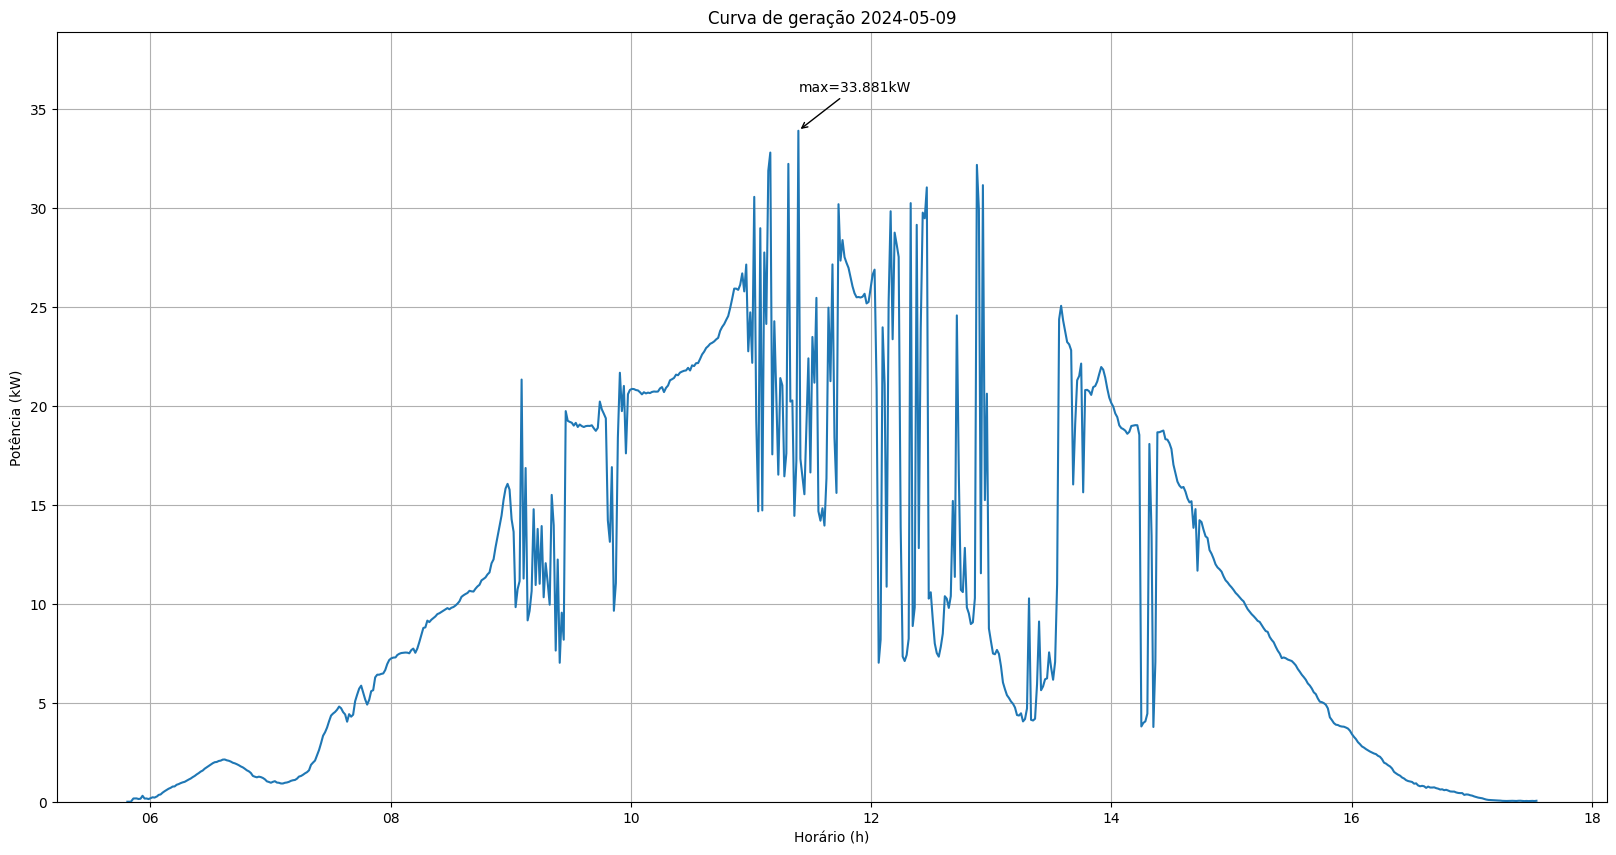 Curva de geração 2024-05-09
max=33.881kW
Potência (kW)
35
30
25
20
15
10
5
0
06 08 10 12 14 16 18
Horário (h)